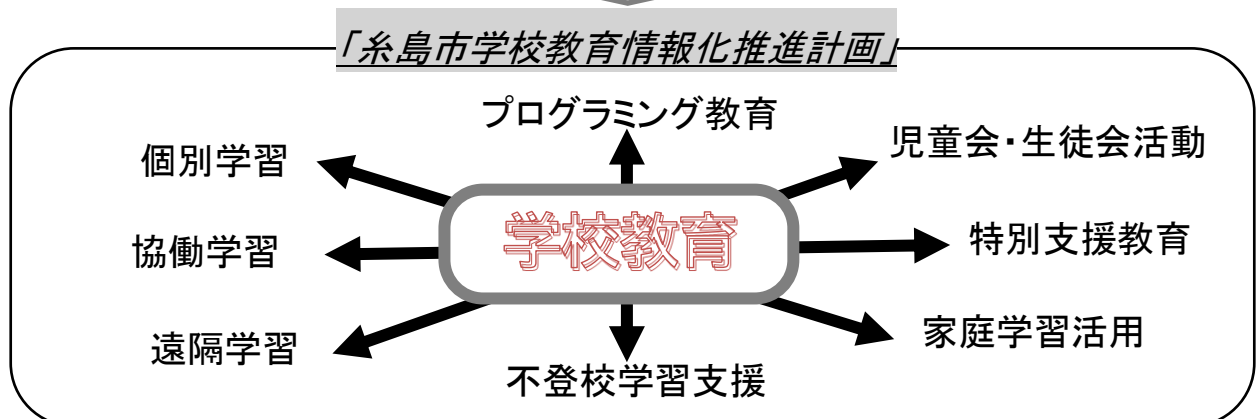 「糸島市学校教育情報化推進計画」
プログラミング教育
児童会・生徒会活動
個別学習
学校教育
特別支援教育
協働学習
家庭学習活用
遠隔学習
不登校学習支援